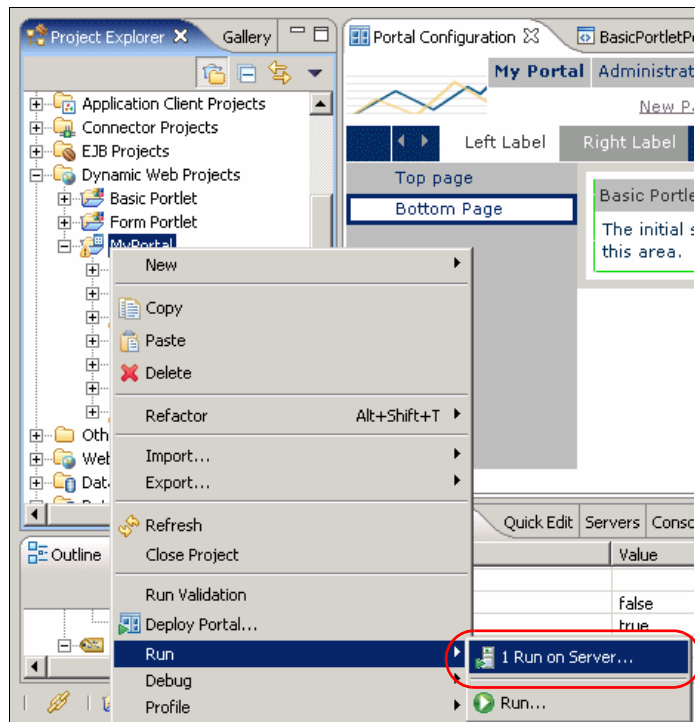 Project Explorer
Gallery
Portal Configuration
BasicPortletP
My Portal
Administrat
New Pa
Left Label
Right Label
Top page
Bottom Page
Basic Portle
The initial s
this area.
Application Client Projects
Connector Projects
EJB Projects
Dynamic Web Projects
Basic Portlet
Form Portlet
MyPortal
Oth
Web
Dat
New
Copy
Paste
Delete
Refactor Alt+Shift+T
Import...
Export...
Refresh
Close Project
Run Validation
Deploy Portal...
Run
Debug
Profile
1 Run on Server...
Run...
Outline
Quick Edit
Servers
Conso
Value
false
true